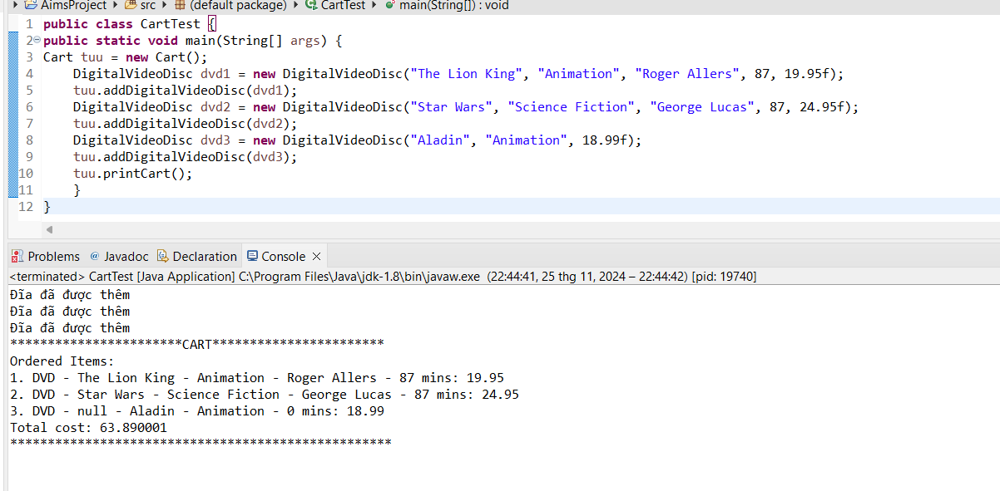 AimsProject src (default package) CartTest main(String[]) : void
1 public class CartTest {
2 public static void main(String[] args) {
3 Cart tuu = new Cart();
4 DigitalVideoDisc dvd1 = new DigitalVideoDisc("The Lion King", "Animation", "Roger Allers", 87, 19.95f);
5 tuu.addDigitalVideoDisc(dvd1);
6 DigitalVideoDisc dvd2 = new DigitalVideoDisc("Star Wars", "Science Fiction", "George Lucas", 87, 24.95f);
7 tuu.addDigitalVideoDisc(dvd2);
8 DigitalVideoDisc dvd3 = new DigitalVideoDisc("Aladin", "Animation", 18.99f);
9 tuu.addDigitalVideoDisc(dvd3);
10 tuu.printCart();
11 }
12 }
Problems @ Javadoc Declaration Console
<terminated> CartTest [Java Application] C:\Program Files\Java\jdk-1.8\bin\javaw.exe (22:44:41, 25 thg 11, 2024 – 22:44:42) [pid: 19740]
Đĩa đã được thêm
Đĩa đã được thêm
Đĩa đã được thêm
***********************CART***********************
Ordered Items:
1. DVD - The Lion King - Animation - Roger Allers - 87 mins: 19.95
2. DVD - Star Wars - Science Fiction - George Lucas - 87 mins: 24.95
3. DVD - null - Aladin - Animation - 0 mins: 18.99
Total cost: 63.890001
***************************************************